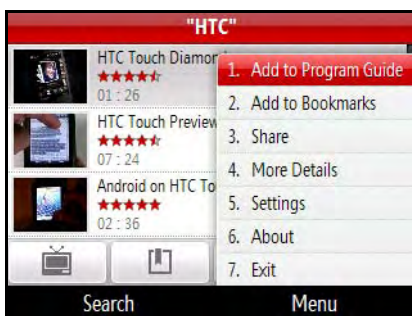 "HTC"
HTC Touch Diamon
01 : 26
HTC Touch Preview
07 : 24
Android on HTC To
02 : 36
1. Add to Program Guide
2. Add to Bookmarks
3. Share
4. More Details
5. Settings
6. About
7. Exit
Search
Menu